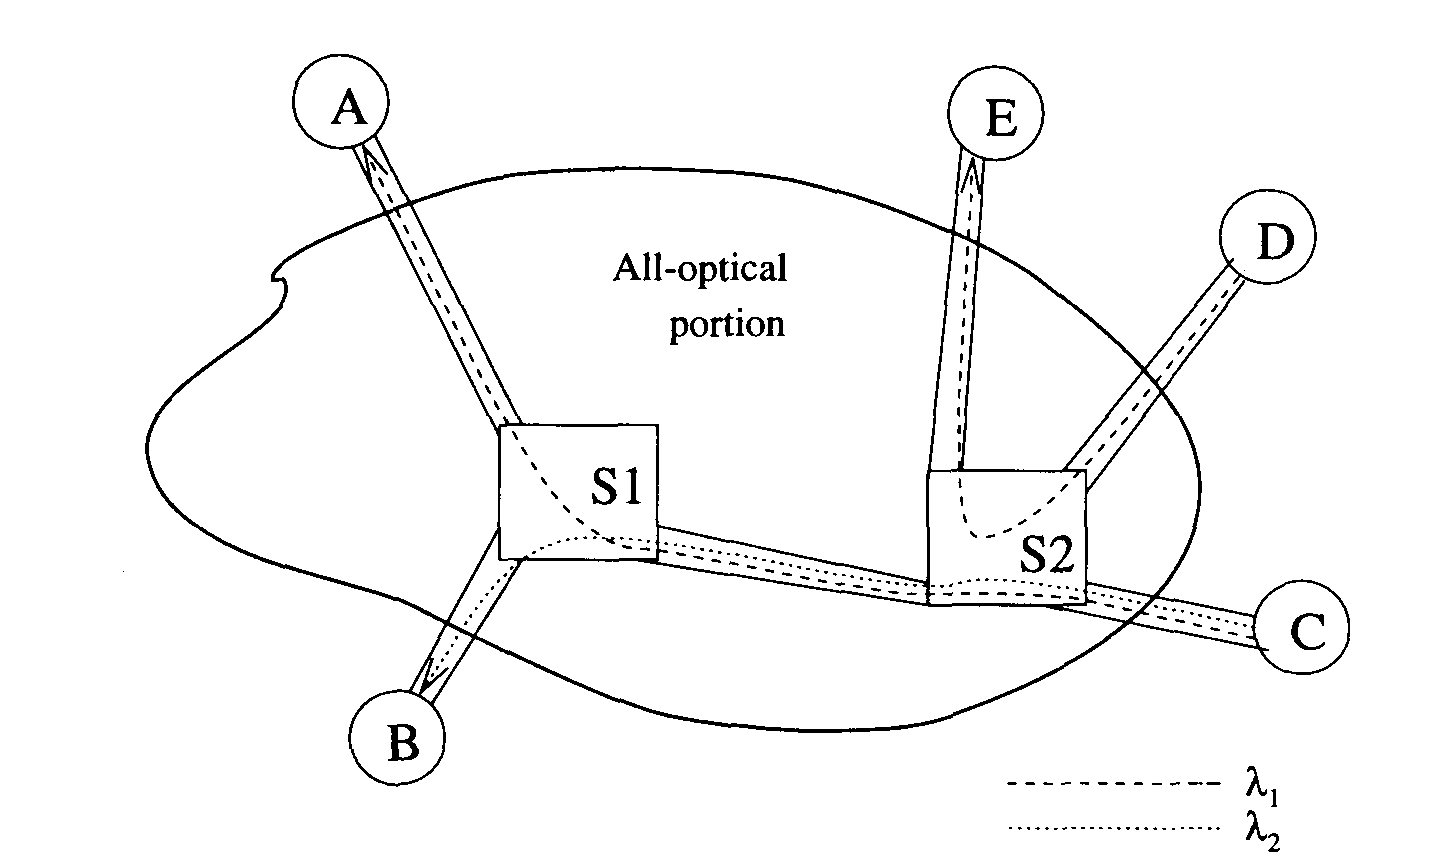 A
E
D
All-optical
portion
S1
S2
C
B
λ₁
λ₂